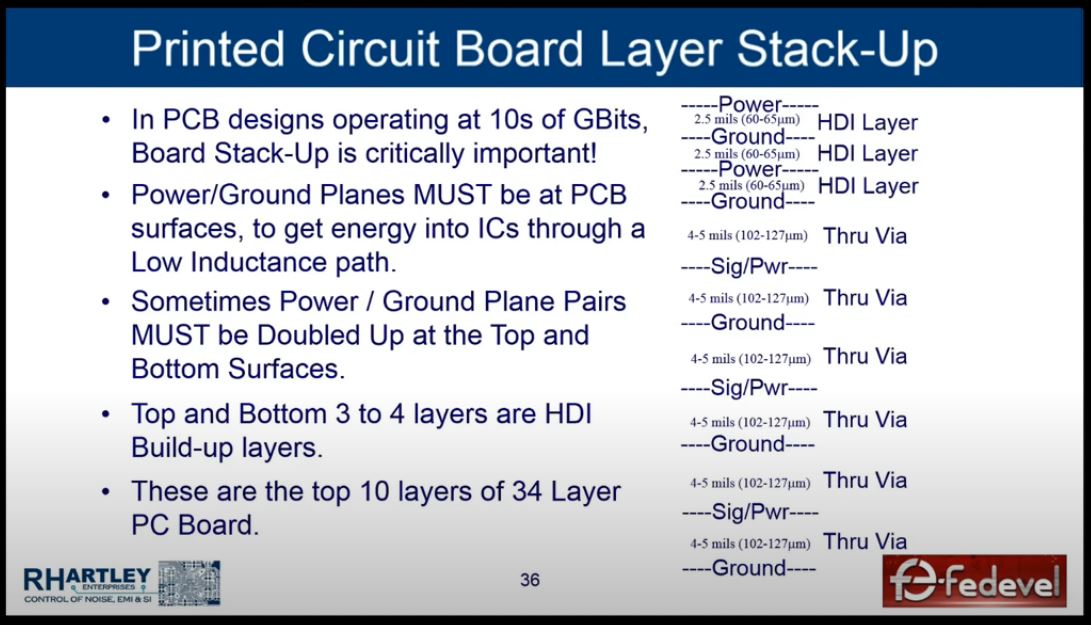 Printed Circuit Board Layer Stack-Up
• In PCB designs operating at 10s of GBits,
Board Stack-Up is critically important!
• Power/Ground Planes MUST be at PCB
surfaces, to get energy into ICs through a
Low Inductance path.
• Sometimes Power / Ground Plane Pairs
MUST be Doubled Up at the Top and
Bottom Surfaces.
• Top and Bottom 3 to 4 layers are HDI
Build-up layers.
• These are the top 10 layers of 34 Layer
PC Board.
-----Power-----
2.5 mils (60-65µm) HDI Layer
----Ground----
2.5 mils (60-65µm) HDI Layer
-----Power-----
2.5 mils (60-65µm) HDI Layer
----Ground----
4-5 mils (102-127µm) Thru Via
----Sig/Pwr----
4-5 mils (102-127µm) Thru Via
----Ground----
4-5 mils (102-127µm) Thru Via
----Sig/Pwr----
4-5 mils (102-127µm) Thru Via
----Ground----
4-5 mils (102-127µm) Thru Via
----Sig/Pwr----
4-5 mils (102-127µm) Thru Via
----Ground----
RHARTLEY
ENTERPRISES
CONTROL OF NOISE, EMI & SI
36
fedevel